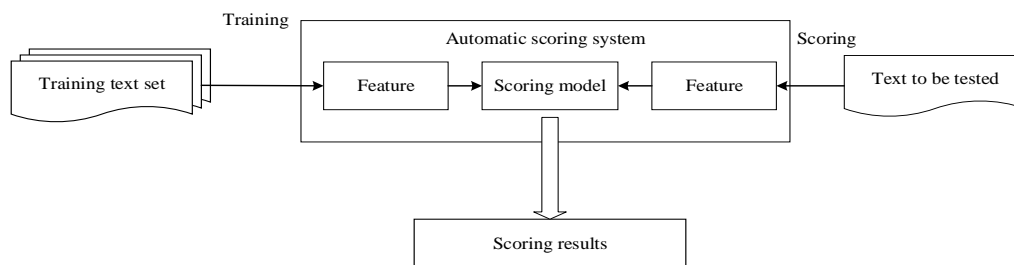 Training
Automatic scoring system
Scoring
Training text set
Feature
Scoring model
Feature
Text to be tested
Scoring results